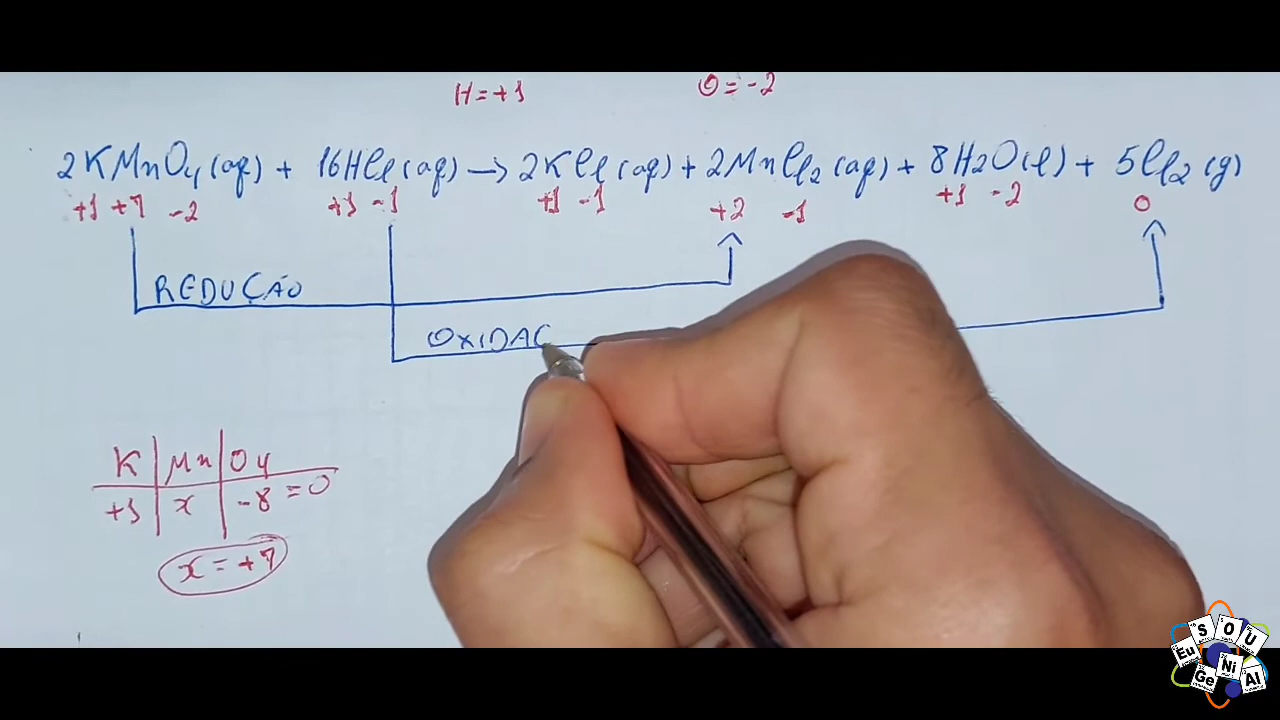 H=+1 O=-2
2KMnO4(aq) + 16HCl(aq) → 2KCl(aq) + 2MnCl2(aq) + 8H2O(l) + 5Cl2(g)
+1 +7 -2 +1 -1 +1 -1 +2 -1 +1 -2 0
REDUÇÃO
OXIDAC
K | Mn | O4
+1 | x | -8 = 0
x = +7
S O U
Eu Ni
Ge Al